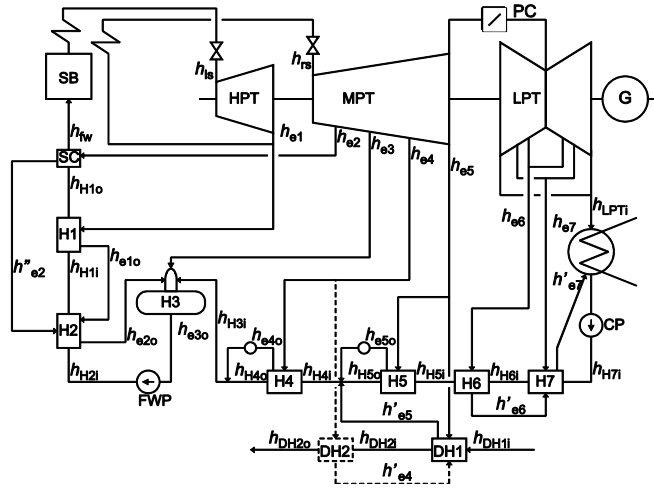 PC
SB
h_ls
h_rs
HPT
MPT
LPT
G
h_fw
h_e1
h_e2
h_e3
h_e4
h_e5
SC
h_H1o
h_e6
h_e7
h_LPTi
H1
h"_e2
h_H1i
h_e1o
h'_e7
H3
H2
h_e2o
h_e3o
h_H3i
h_e4o
h_e5o
CP
h_H2i
FWP
h_H4o
H4
h_H4i
h_H5o
H5
h_H5i
H6
h_H6i
H7
h_H7i
h'_e5
h'_e6
h_DH2o
DH2
h_DH2i
DH1
h_DH1i
h'_e4